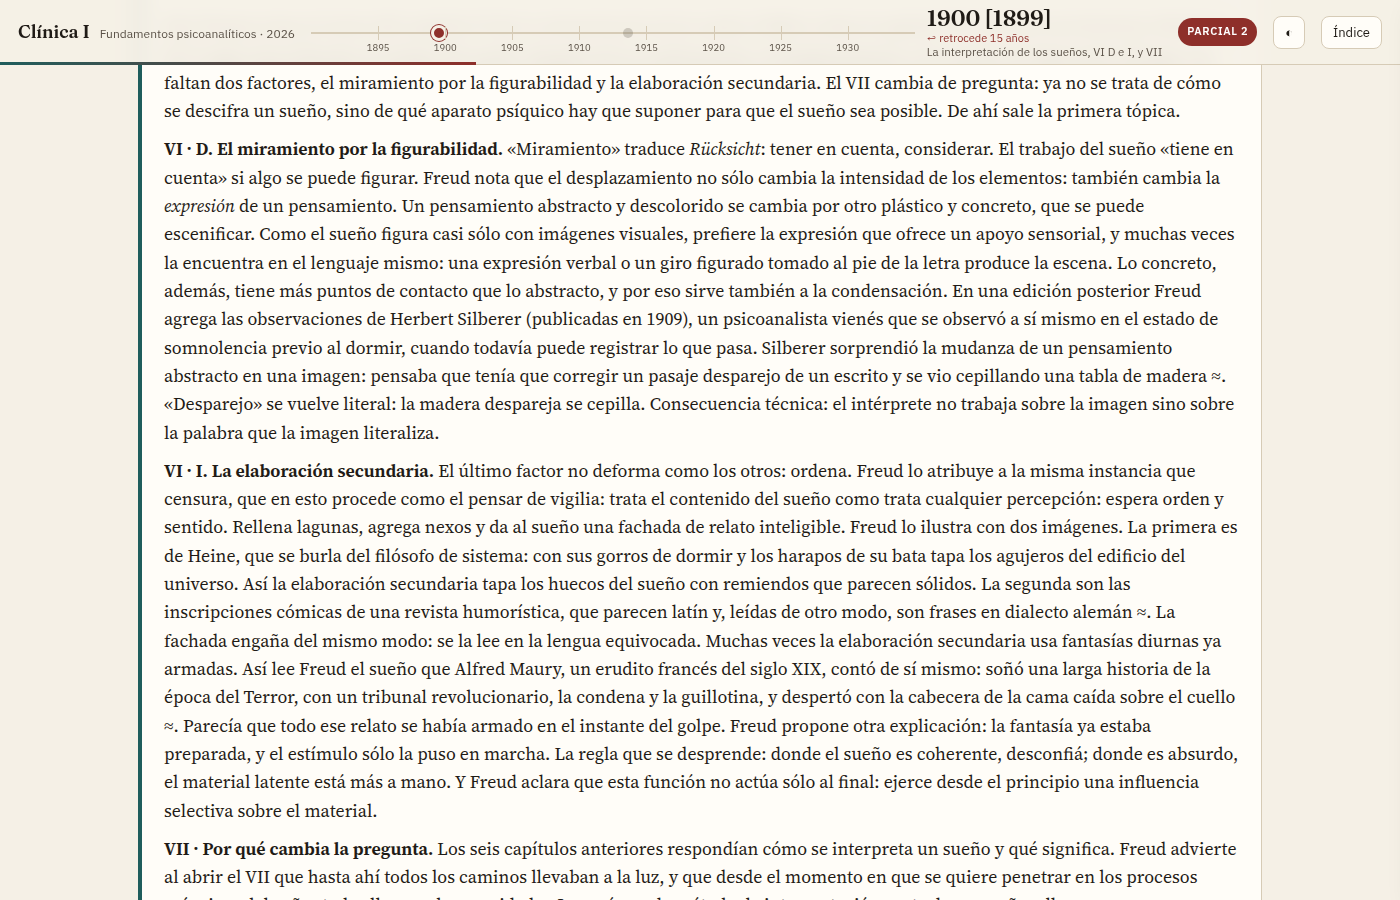 Clínica I Fundamentos psicoanalíticos · 2026
1895 1900 1905 1910 1915 1920 1925 1930
1900 [1899]
↩ retrocede 15 años
La interpretación de los sueños, VI D e I, y VII
PARCIAL 2
Índice
faltan dos factores, el miramiento por la figurabilidad y la elaboración secundaria. El VII cambia de pregunta: ya no se trata de cómo
se descifra un sueño, sino de qué aparato psíquico hay que suponer para que el sueño sea posible. De ahí sale la primera tópica.
VI · D. El miramiento por la figurabilidad. «Miramiento» traduce Rücksicht: tener en cuenta, considerar. El trabajo del sueño «tiene en
cuenta» si algo se puede figurar. Freud nota que el desplazamiento no sólo cambia la intensidad de los elementos: también cambia la
expresión de un pensamiento. Un pensamiento abstracto y descolorido se cambia por otro plástico y concreto, que se puede
escenificar. Como el sueño figura casi sólo con imágenes visuales, prefiere la expresión que ofrece un apoyo sensorial, y muchas veces
la encuentra en el lenguaje mismo: una expresión verbal o un giro figurado tomado al pie de la letra produce la escena. Lo concreto,
además, tiene más puntos de contacto que lo abstracto, y por eso sirve también a la condensación. En una edición posterior Freud
agrega las observaciones de Herbert Silberer (publicadas en 1909), un psicoanalista vienés que se observó a sí mismo en el estado de
somnolencia previo al dormir, cuando todavía puede registrar lo que pasa. Silberer sorprendió la mudanza de un pensamiento
abstracto en una imagen: pensaba que tenía que corregir un pasaje desparejo de un escrito y se vio cepillando una tabla de madera ≈.
«Desparejo» se vuelve literal: la madera despareja se cepilla. Consecuencia técnica: el intérprete no trabaja sobre la imagen sino sobre
la palabra que la imagen literaliza.
VI · I. La elaboración secundaria. El último factor no deforma como los otros: ordena. Freud lo atribuye a la misma instancia que
censura, que en esto procede como el pensar de vigilia: trata el contenido del sueño como trata cualquier percepción: espera orden y
sentido. Rellena lagunas, agrega nexos y da al sueño una fachada de relato inteligible. Freud lo ilustra con dos imágenes. La primera es
de Heine, que se burla del filósofo de sistema: con sus gorros de dormir y los harapos de su bata tapa los agujeros del edificio del
universo. Así la elaboración secundaria tapa los huecos del sueño con remiendos que parecen sólidos. La segunda son las
inscripciones cómicas de una revista humorística, que parecen latín y, leídas de otro modo, son frases en dialecto alemán ≈. La
fachada engaña del mismo modo: se la lee en la lengua equivocada. Muchas veces la elaboración secundaria usa fantasías diurnas ya
armadas. Así lee Freud el sueño que Alfred Maury, un erudito francés del siglo XIX, contó de sí mismo: soñó una larga historia de la
época del Terror, con un tribunal revolucionario, la condena y la guillotina, y despertó con la cabecera de la cama caída sobre el cuello
≈. Parecía que todo ese relato se había armado en el instante del golpe. Freud propone otra explicación: la fantasía ya estaba
preparada, y el estímulo sólo la puso en marcha. La regla que se desprende: donde el sueño es coherente, desconfiá; donde es absurdo,
el material latente está más a mano. Y Freud aclara que esta función no actúa sólo al final: ejerce desde el principio una influencia
selectiva sobre el material.
VII · Por qué cambia la pregunta. Los seis capítulos anteriores respondían cómo se interpreta un sueño y qué significa. Freud advierte
al abrir el VII que hasta ahí todos los caminos llevaban a la luz, y que desde el momento en que se quiere penetrar en los procesos